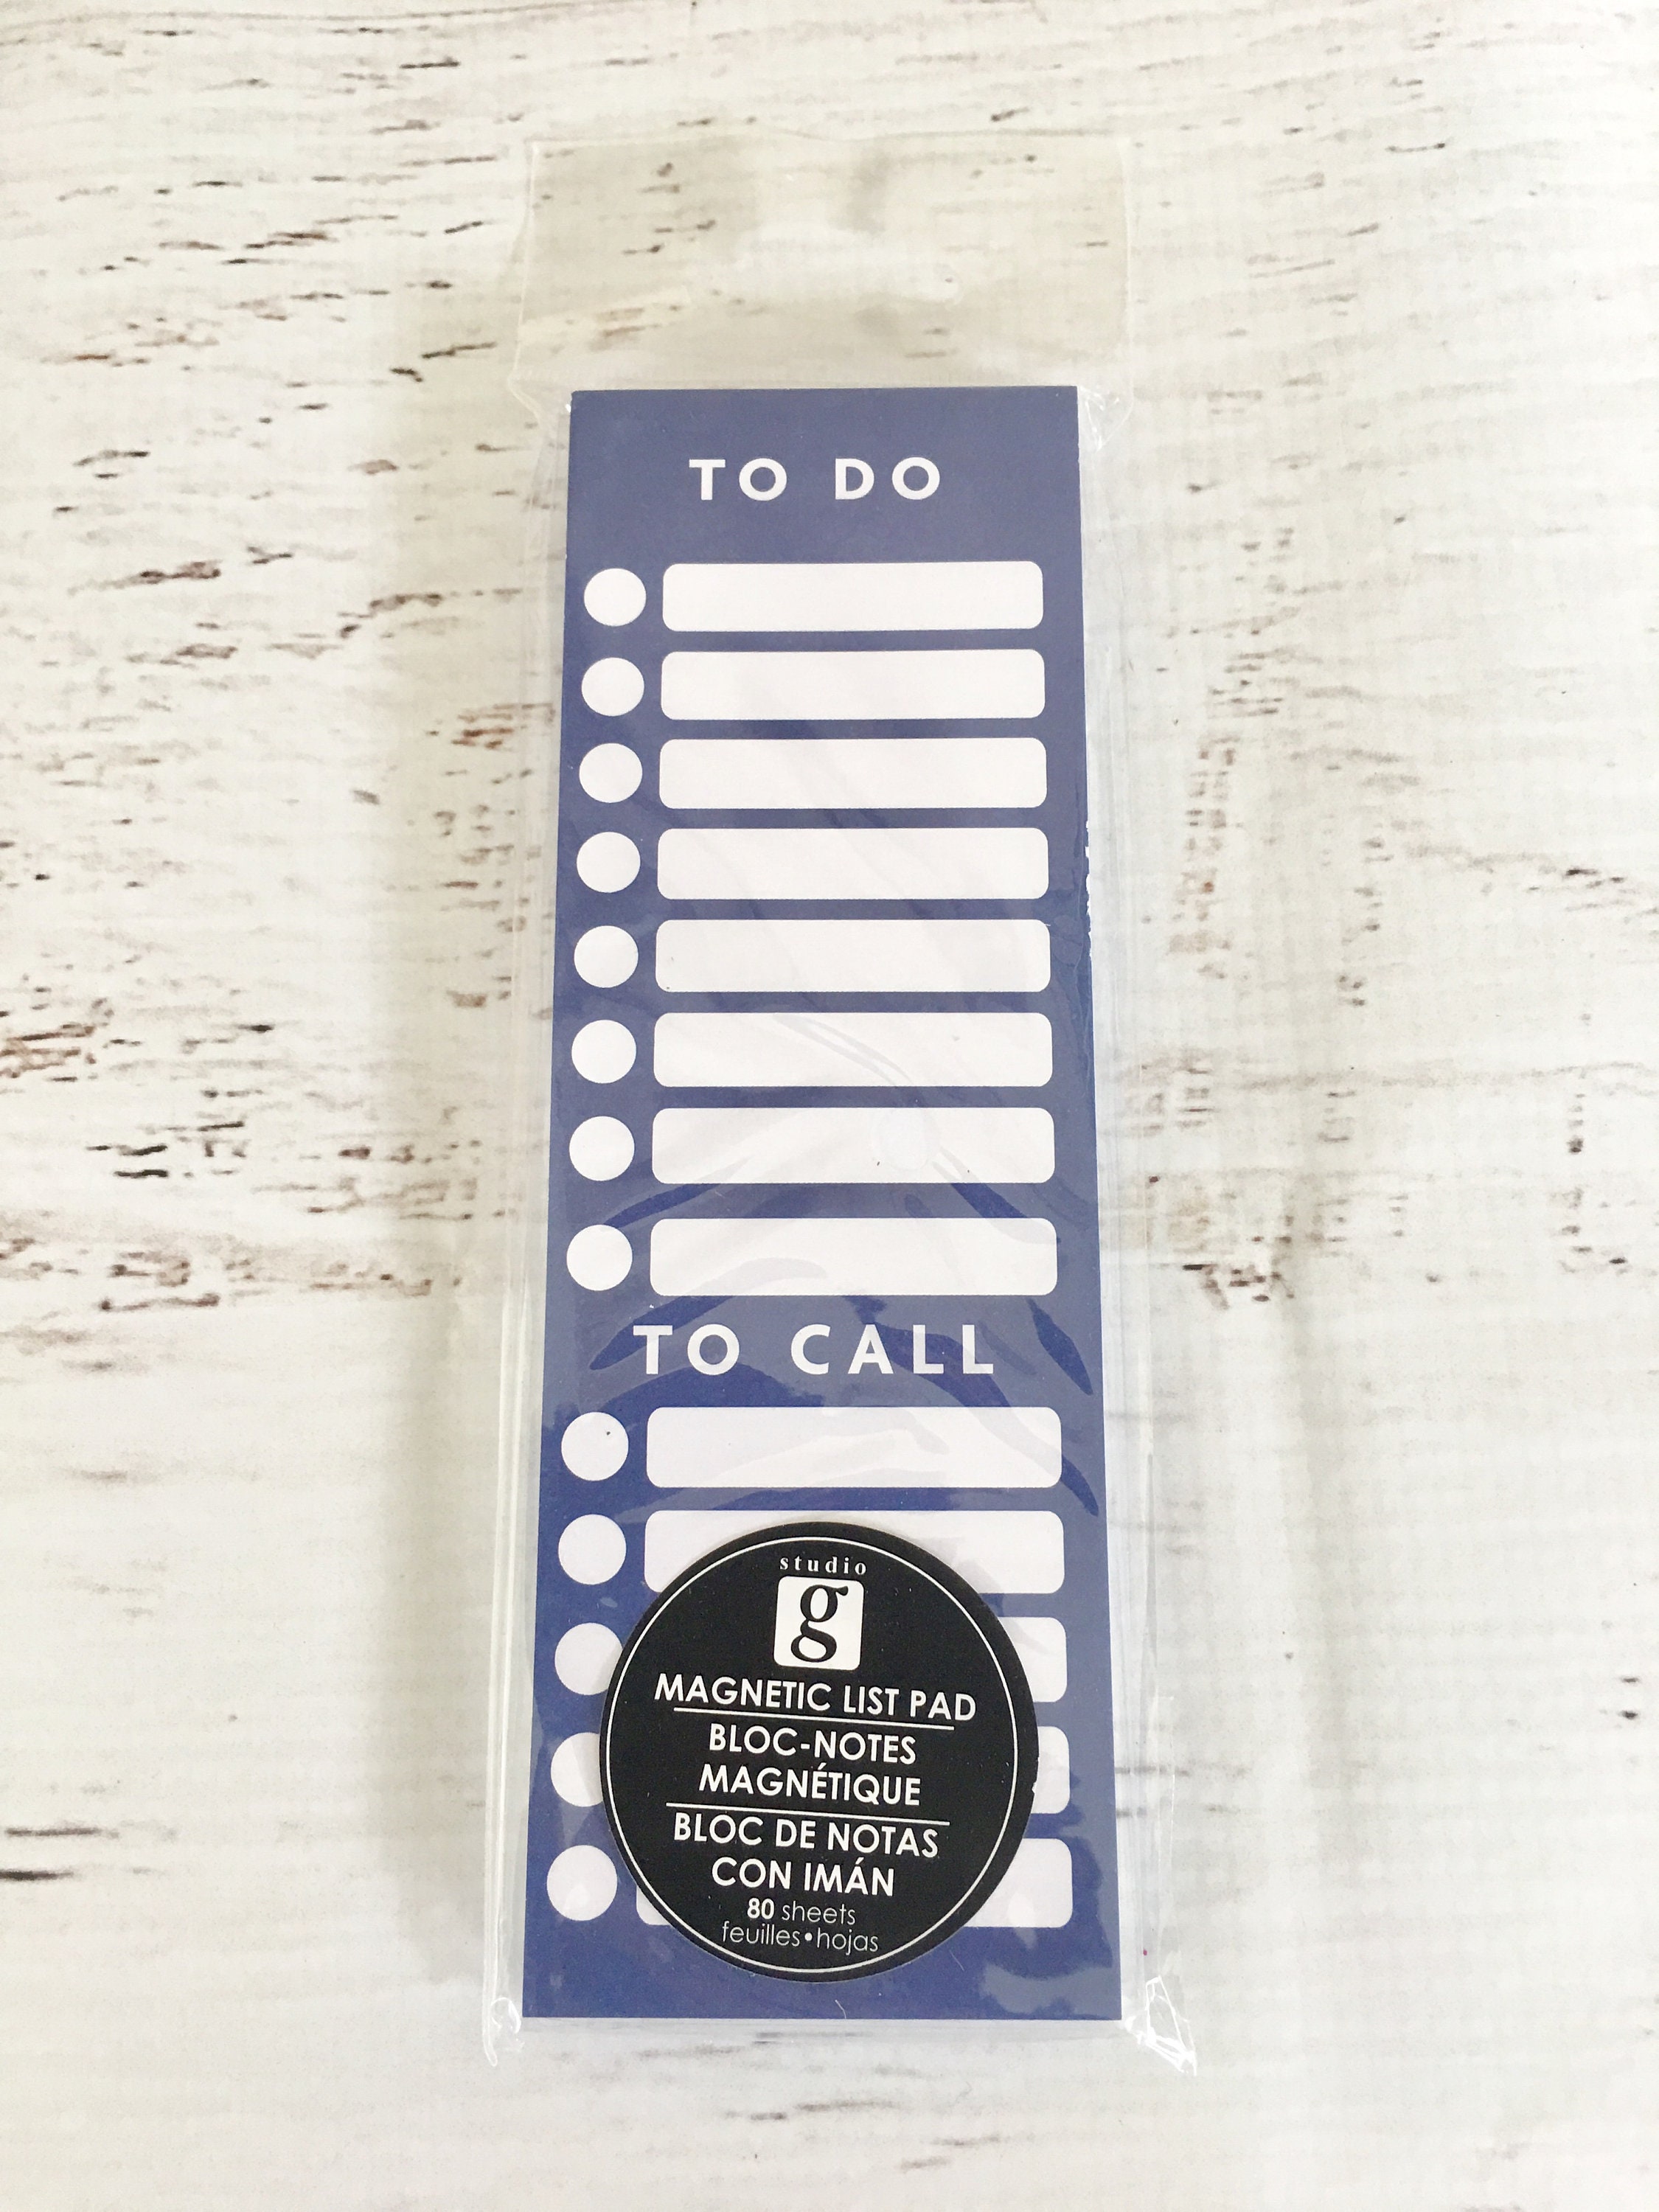 TO DO
TO CALL
studio
g
MAGNETIC LIST PAD
BLOC-NOTES
MAGNÉTIQUE
BLOC DE NOTAS
CON IMÁN
80 sheets
feuilles•hojas